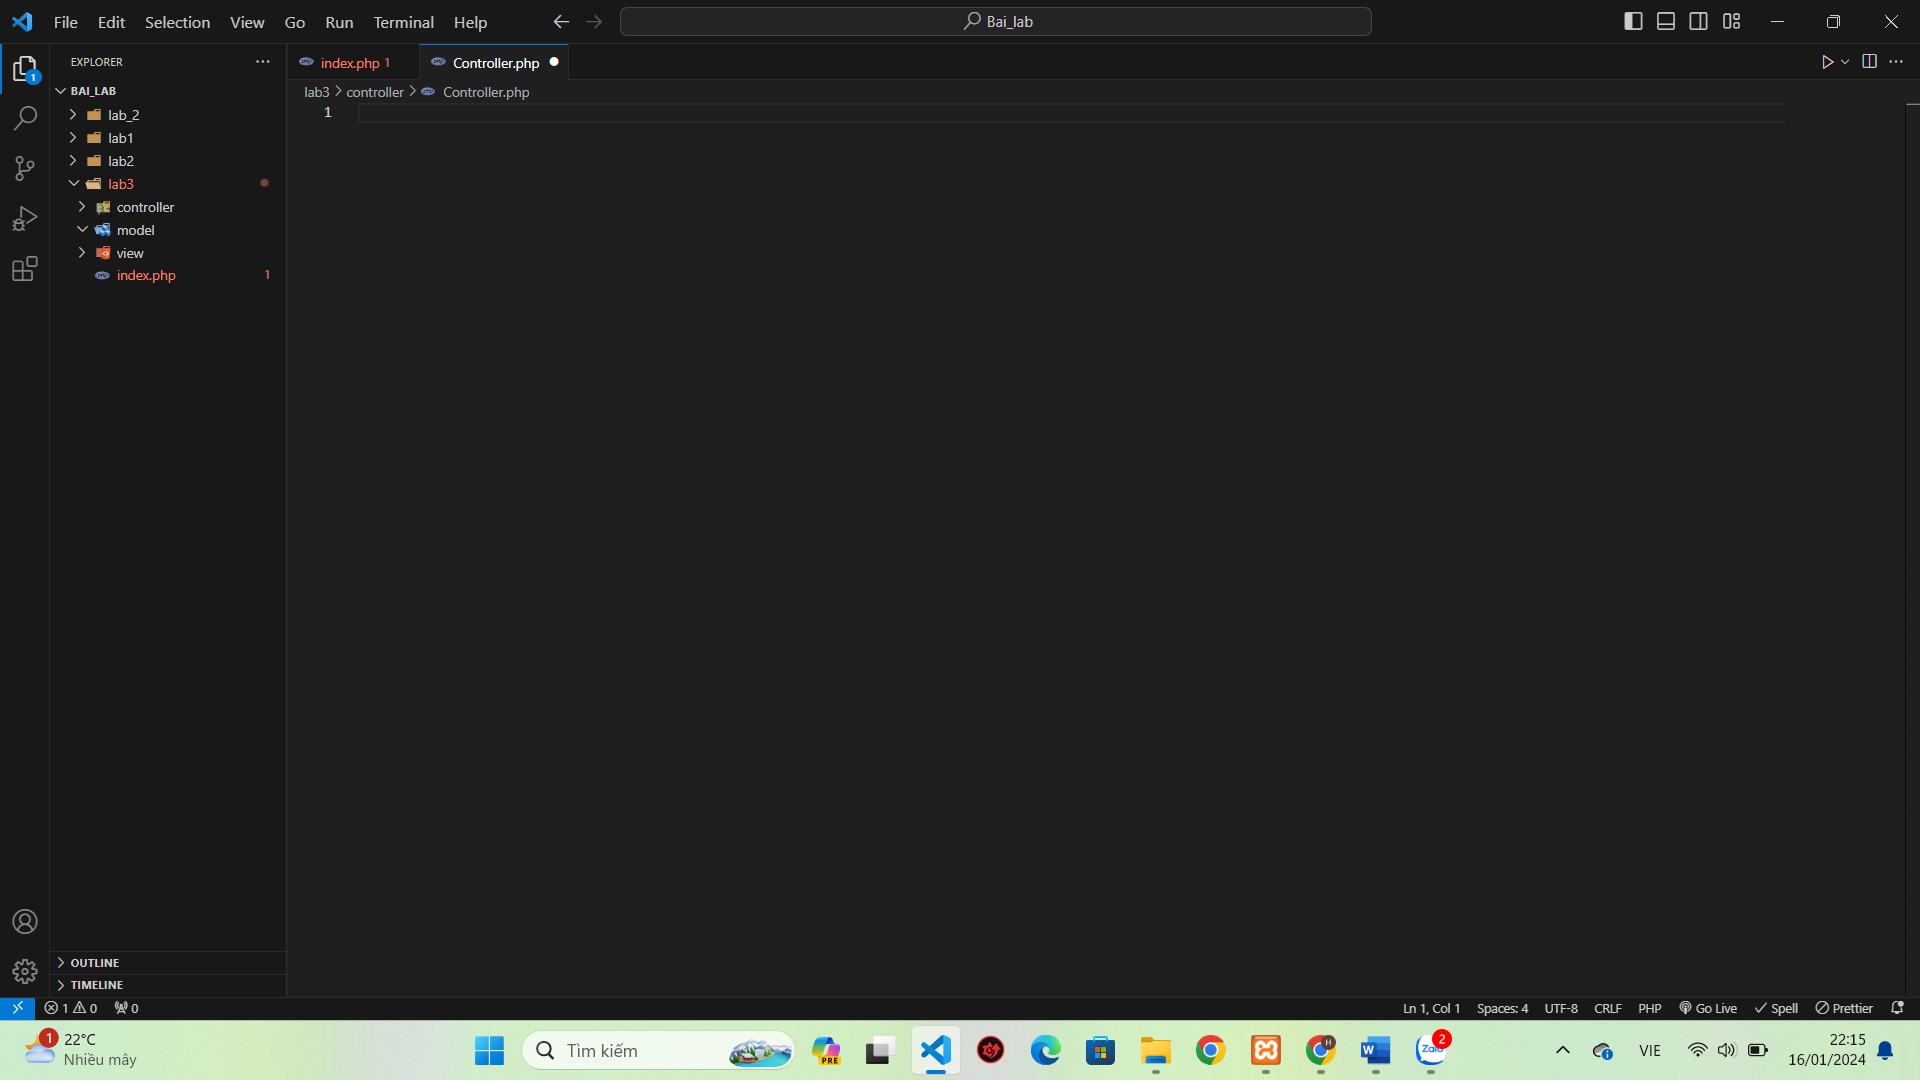 File Edit Selection View Go Run Terminal Help
Bai_lab
EXPLORER
index.php 1
Controller.php
BAI_LAB
lab3 > controller > Controller.php
1
lab_2
lab1
lab2
lab3
controller
model
view
index.php 1
1
OUTLINE
TIMELINE
1 0 0
Ln 1, Col 1 Spaces: 4 UTF-8 CRLF PHP Go Live Spell Prettier
1
22°C
Nhiều mây
Tìm kiếm
PRE
H
W
Zalo
2
VIE
22:15
16/01/2024